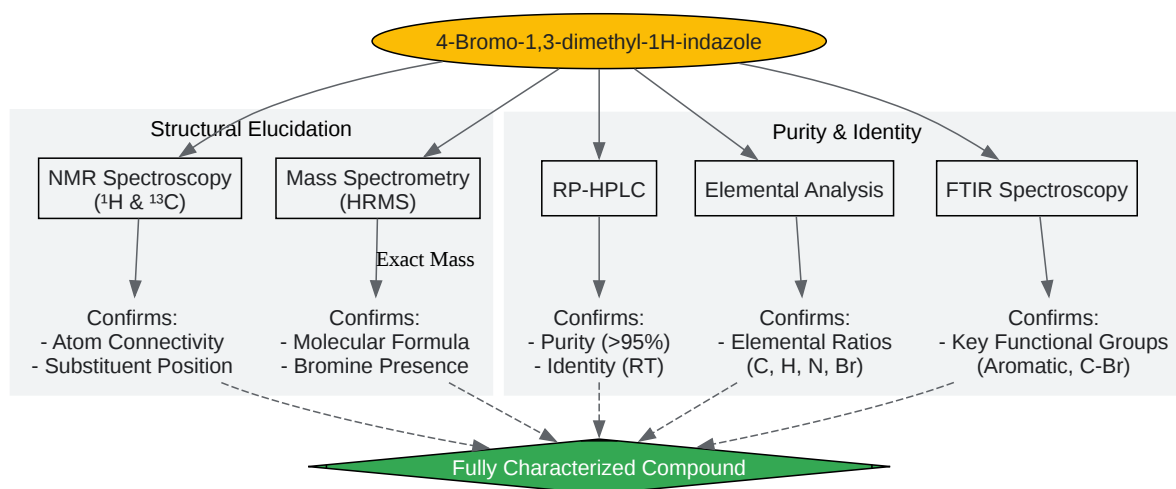 4-Bromo-1,3-dimethyl-1H-indazole
Structural Elucidation
Purity & Identity
NMR Spectroscopy
(¹H & ¹³C)
Mass Spectrometry
(HRMS)
RP-HPLC
Elemental Analysis
FTIR Spectroscopy
Exact Mass
Confirms:
- Atom Connectivity
- Substituent Position
Confirms:
- Molecular Formula
- Bromine Presence
Confirms:
- Purity (>95%)
- Identity (RT)
Confirms:
- Elemental Ratios
(C, H, N, Br)
Confirms:
- Key Functional Groups
(Aromatic, C-Br)
Fully Characterized Compound